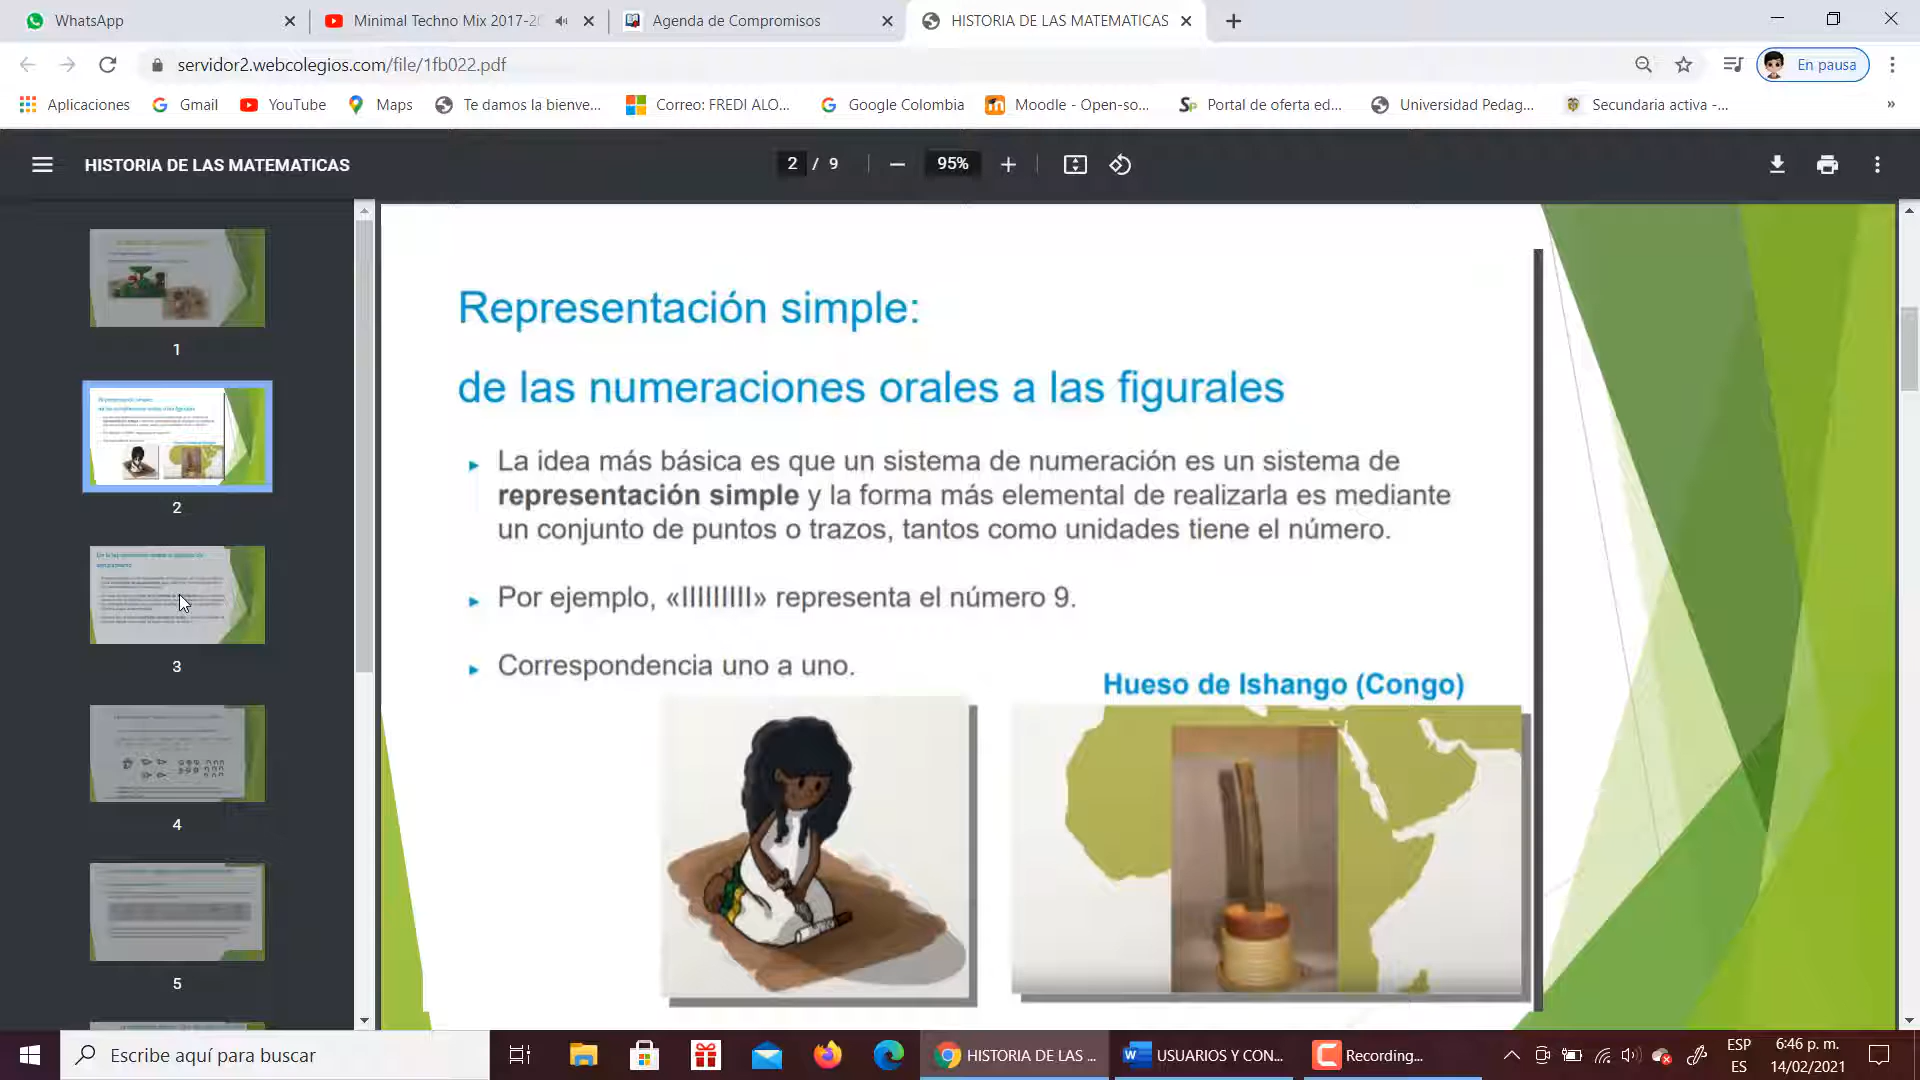 WhatsApp
Minimal Techno Mix 2017-20
Agenda de Compromisos
HISTORIA DE LAS MATEMATICAS
servidor2.webcolegios.com/file/1fb022.pdf
En pausa
Aplicaciones
Gmail
YouTube
Maps
Te damos la bienve...
Correo: FREDI ALO...
Google Colombia
Moodle - Open-so...
Portal de oferta ed...
Universidad Pedag...
Secundaria activa -...
»
HISTORIA DE LAS MATEMATICAS
2 / 9
95%
1
2
3
4
5
Representación simple:
de las numeraciones orales a las figurales
La idea más básica es que un sistema de numeración es un sistema de
representación simple y la forma más elemental de realizarla es mediante
un conjunto de puntos o trazos, tantos como unidades tiene el número.
Por ejemplo, «IIIIIIIII» representa el número 9.
Correspondencia uno a uno.
Hueso de Ishango (Congo)
Escribe aquí para buscar
HISTORIA DE LAS ...
USUARIOS Y CON...
Recording...
ESP
ES
6:46 p. m.
14/02/2021